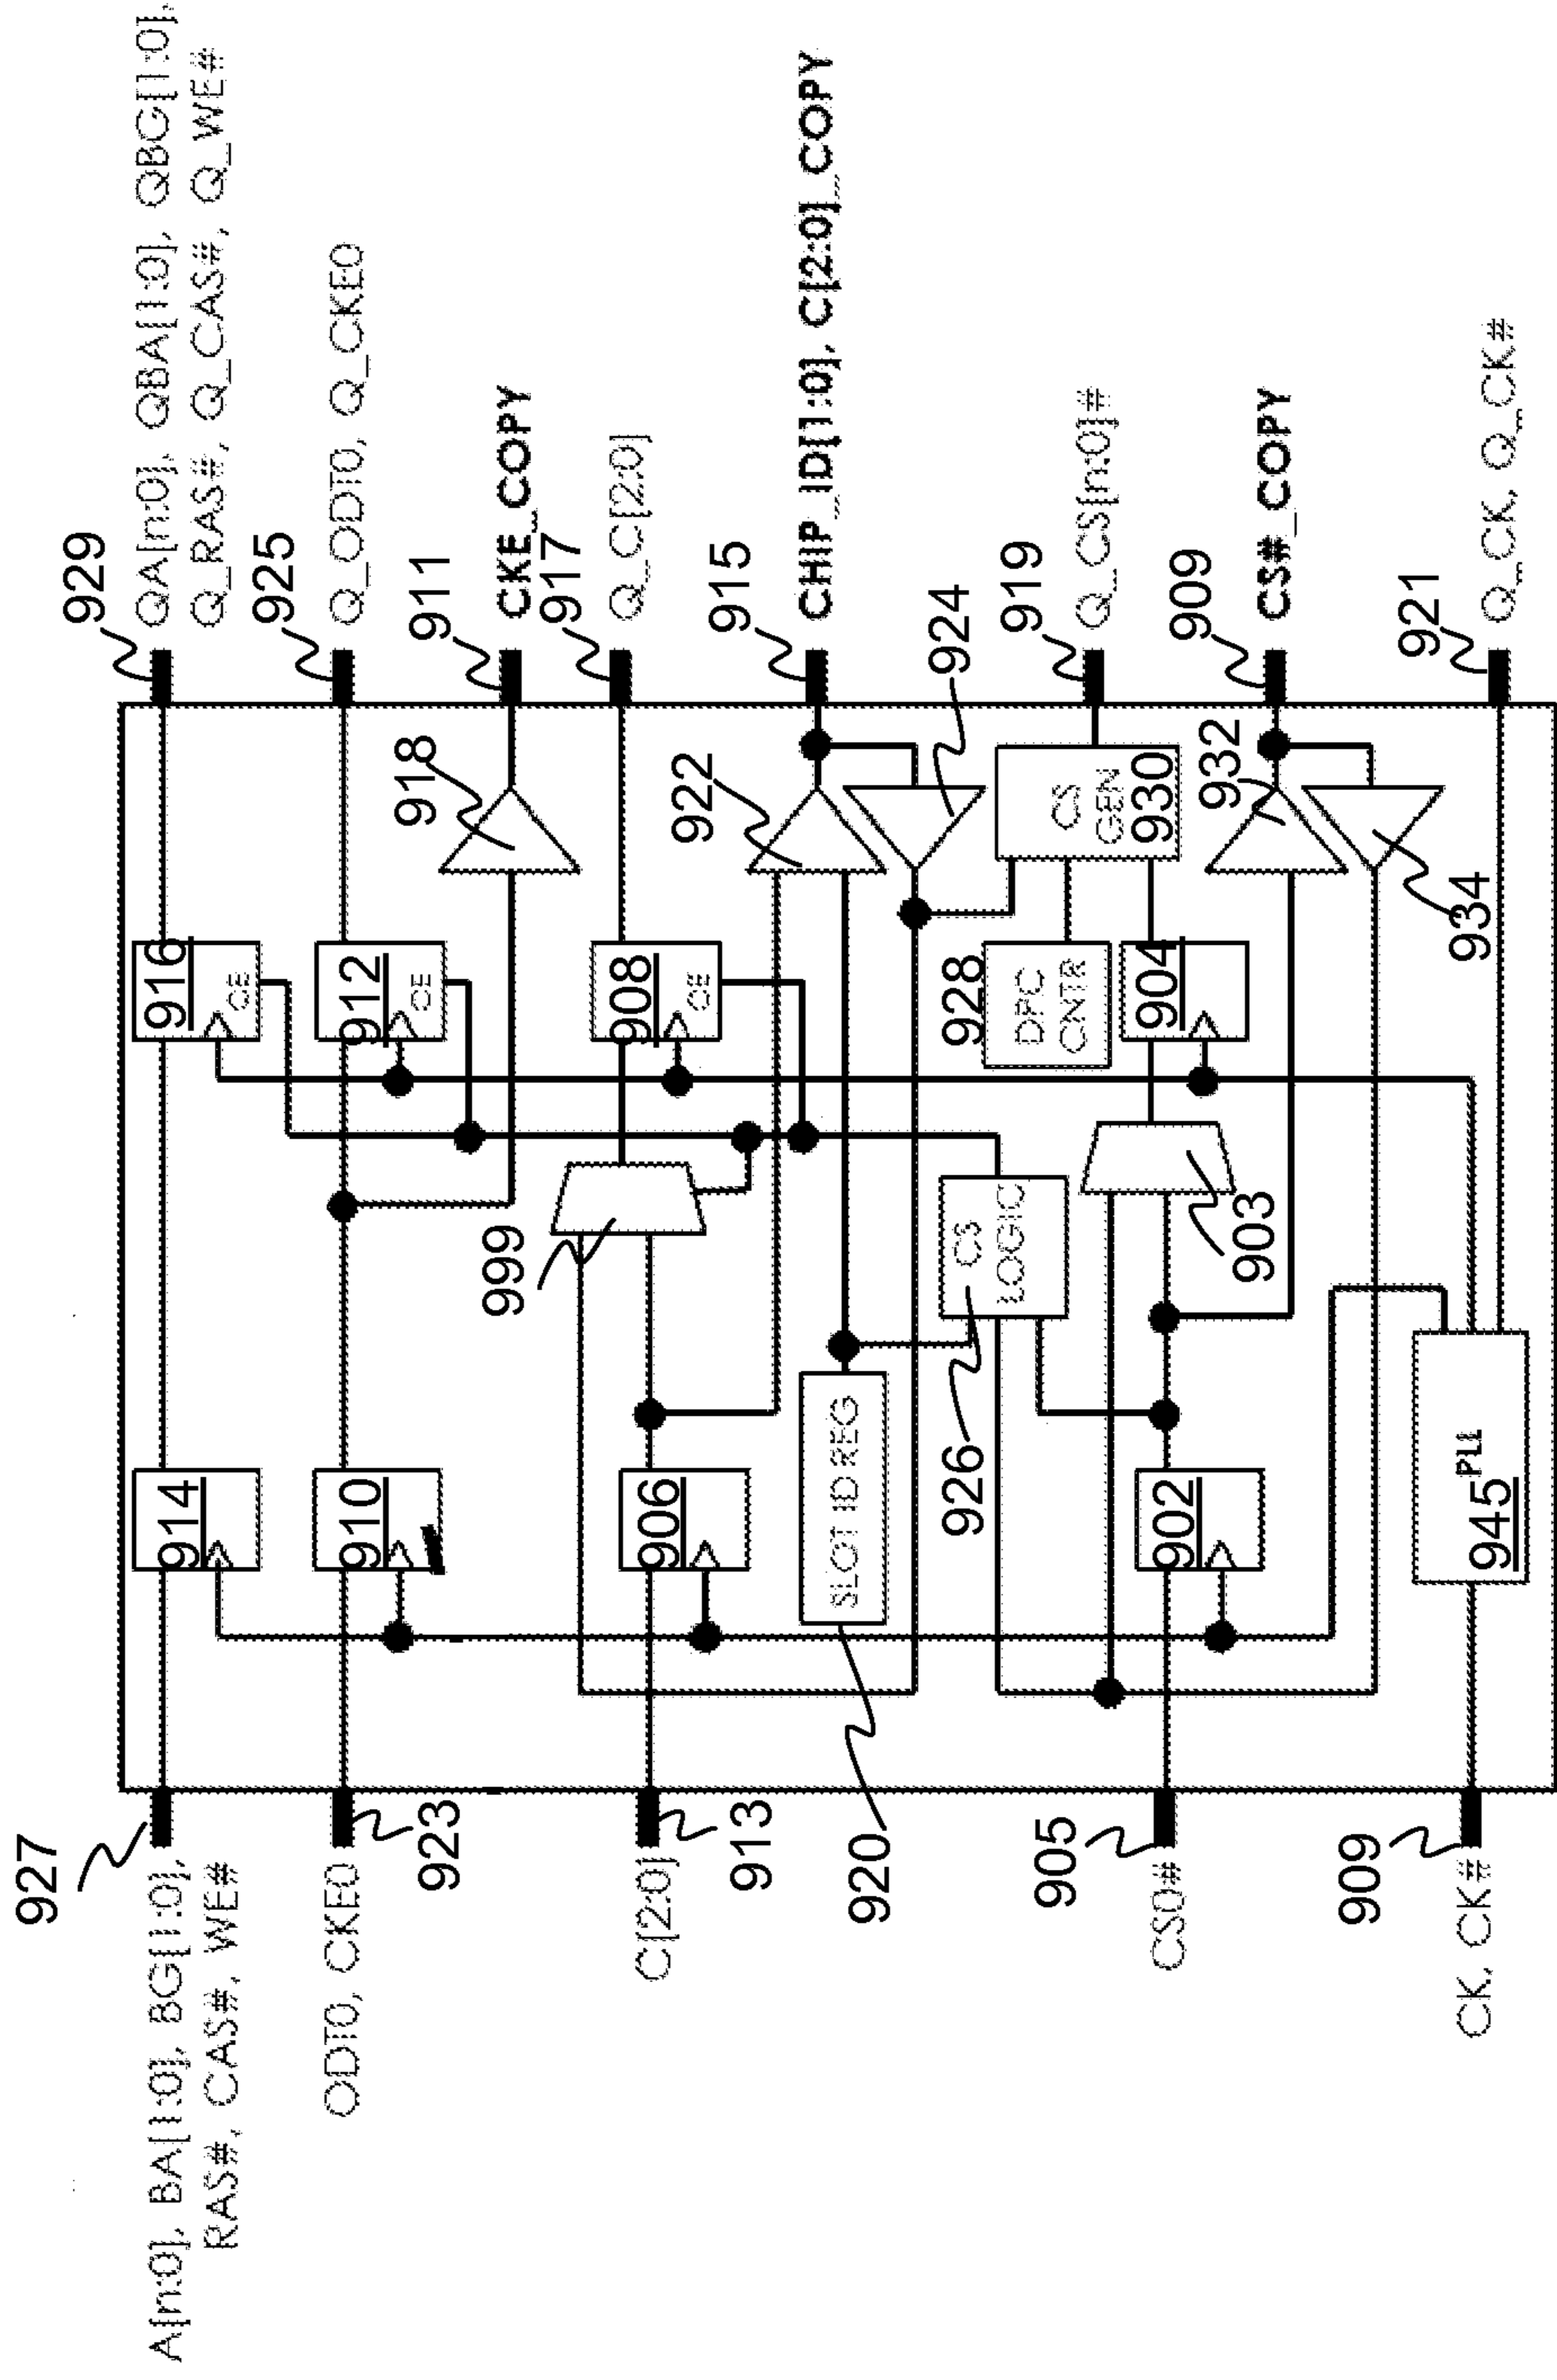 927
A[n:0], BA[1:0], BG[1:0],
RAS#, CAS#, WE#
ODT0, CKE0
923
C[2:0]
913
920
CS0#
905
CK, CK#
909
914
910
906
SLOT ID REG
926
902
945 PLL
999
CS
LOGIC
903
916
CE
912
CE
908
CE
928
DPC
CNTR
904
918
922
924
CS
GEN
930
932
934
929
QA[n:0], QBA[1:0], QBG[1:0],
Q_RAS#, Q_CAS#, Q_WE#
925
Q_ODT0, Q_CKE0
911
CKE_COPY
917
Q_C[2:0]
915
CHIP_ID[1:0], C[2:0]_COPY
919
Q_CS[n:0]#
909
CS#_COPY
921
Q_CK, Q_CK#